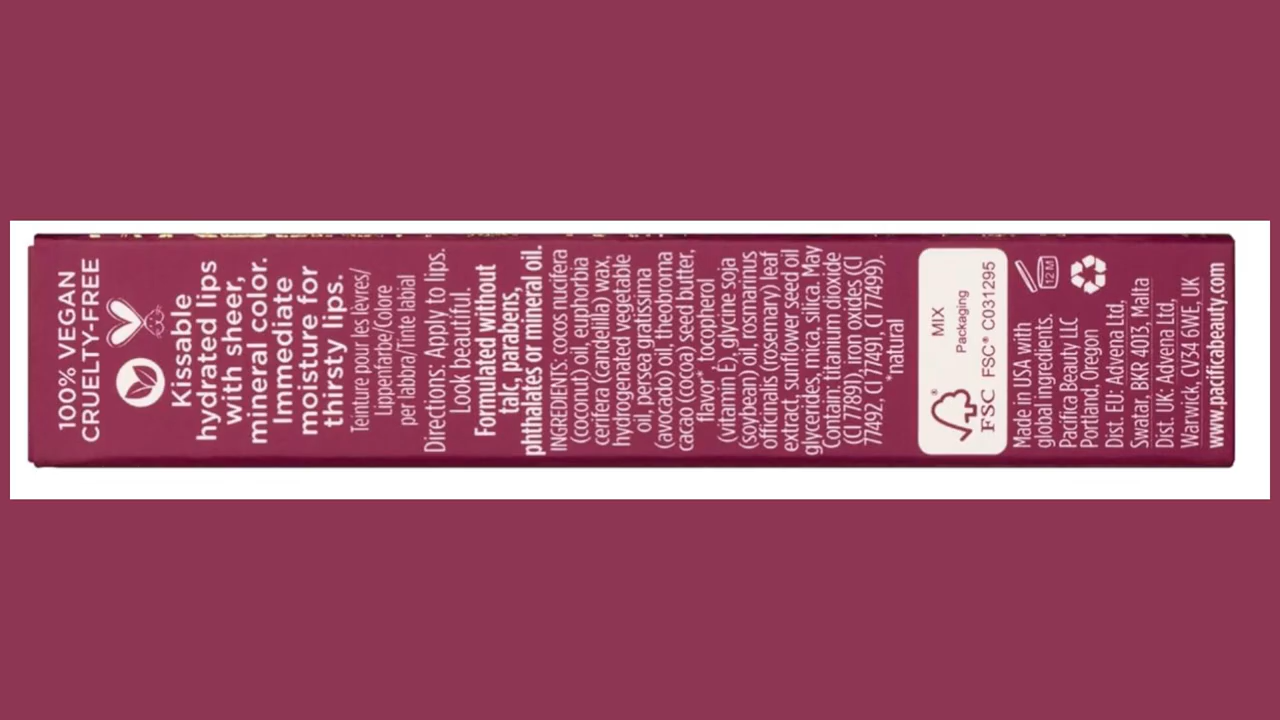 100% VEGAN
CRUELTY-FREE
Kissable
hydrated lips
with sheer,
mineral color.
Immediate
moisture for
thirsty lips.
Teinture pour les lèvres/
Lippenfarbe/Colore
per labbra/Tinte labial
Directions: Apply to lips.
Look beautiful.
Formulated without
talc, parabens,
phthalates or mineral oil.
INGREDIENTS: cocos nucifera
(coconut) oil, euphorbia
cerifera (candelilla) wax,
hydrogenated vegetable
oil, persea gratissima
(avocado) oil, theobroma
cacao (cocoa) seed butter,
flavor* tocopherol
(vitamin E), glycine soja
(soybean) oil, rosmarinus
officinalis (rosemary) leaf
extract, sunflower seed oil
glycerides, mica, silica. May
Contain: titanium dioxide
(CI 77891), iron oxides (CI
77492, CI 77491, CI 77499).
*natural
MIX
Packaging
FSC® C031295
FSC
®
12 M
Made in USA with
global ingredients.
Pacifica Beauty LLC
Portland, Oregon
Dist. EU: Advena Ltd,
Swatar, BKR 4013, Malta
Dist. UK: Advena Ltd,
Warwick, CV34 6WE, UK
www.pacificabeauty.com